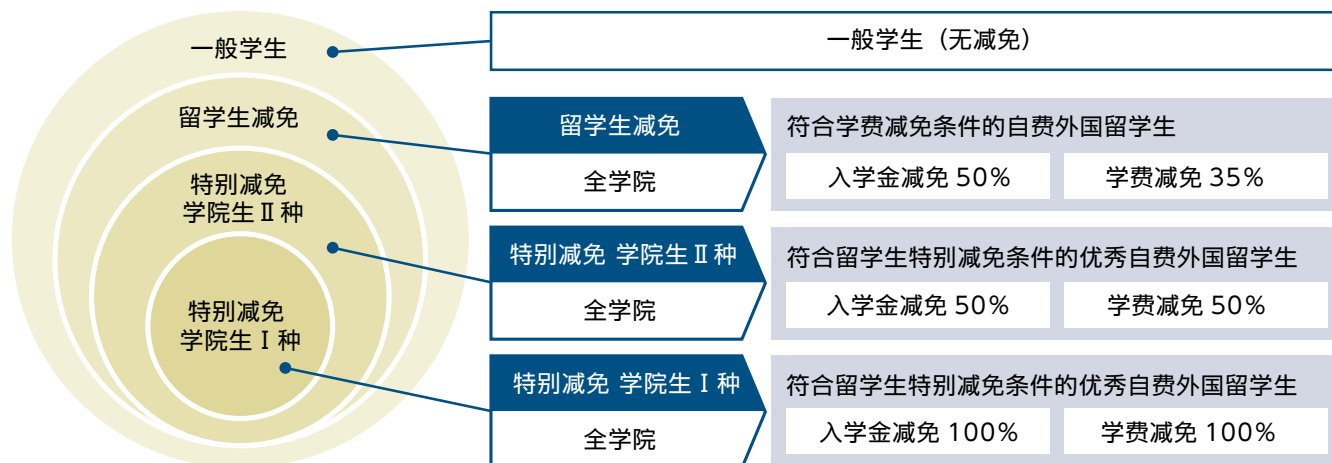 一般学生
留学生减免
特别减免
学院生Ⅱ种
特别减免
学院生Ⅰ种
一般学生（无减免）
留学生减免
全学院
符合学费减免条件的自费外国留学生
入学金减免 50%
学费减免 35%
特别减免 学院生Ⅱ种
全学院
符合留学生特别减免条件的优秀自费外国留学生
入学金减免 50%
学费减免 50%
特别减免 学院生Ⅰ种
全学院
符合留学生特别减免条件的优秀自费外国留学生
入学金减免 100%
学费减免 100%